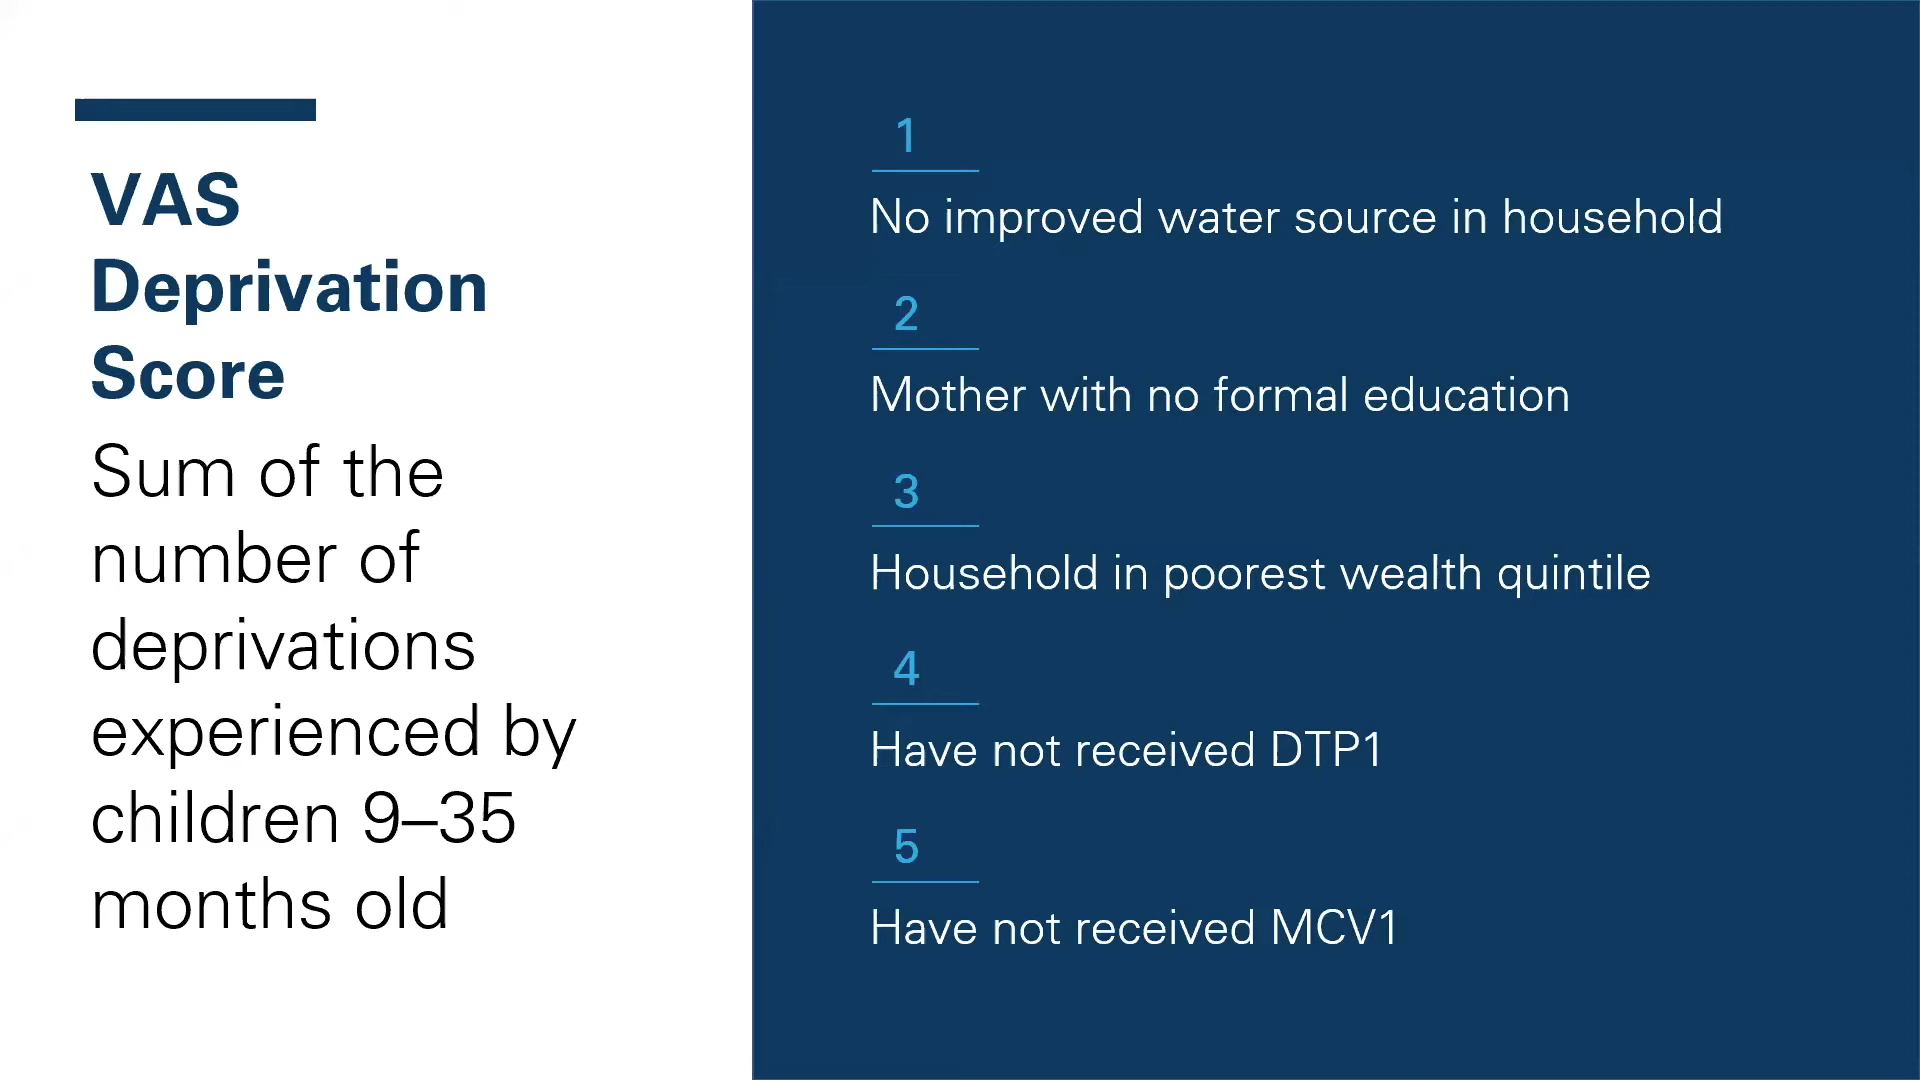 VAS
Deprivation
Score
Sum of the
number of
deprivations
experienced by
children 9–35
months old
1
No improved water source in household
2
Mother with no formal education
3
Household in poorest wealth quintile
4
Have not received DTP1
5
Have not received MCV1